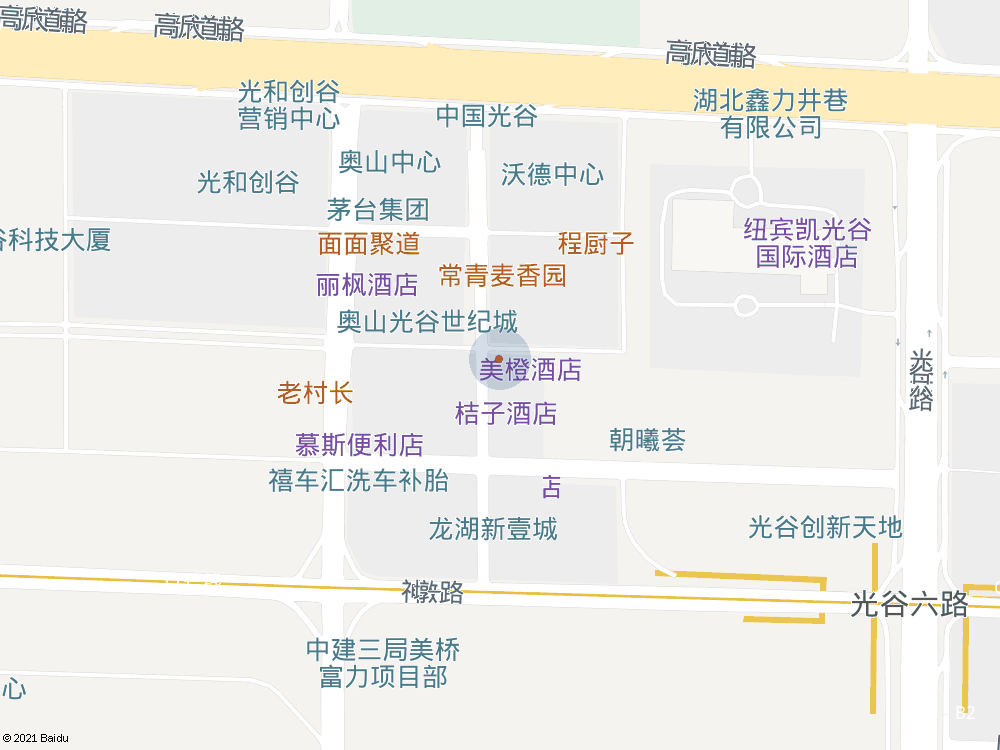 高新大道辅路
高新大道辅路
高新大道辅路
光和创谷
营销中心
中国光谷
湖北鑫力井巷
有限公司
奥山中心
沃德中心
光和创谷
茅台集团
谷科技大厦
面面聚道
程厨子
纽宾凯光谷
国际酒店
丽枫酒店
常青麦香园
奥山光谷世纪城
美橙酒店
老村长
桔子酒店
慕斯便利店
朝曦荟
禧车汇洗车补胎
店
龙湖新壹城
光谷创新天地
神墩路
光谷六路
中建三局美桥
富力项目部
心
B2
© 2021 Baidu